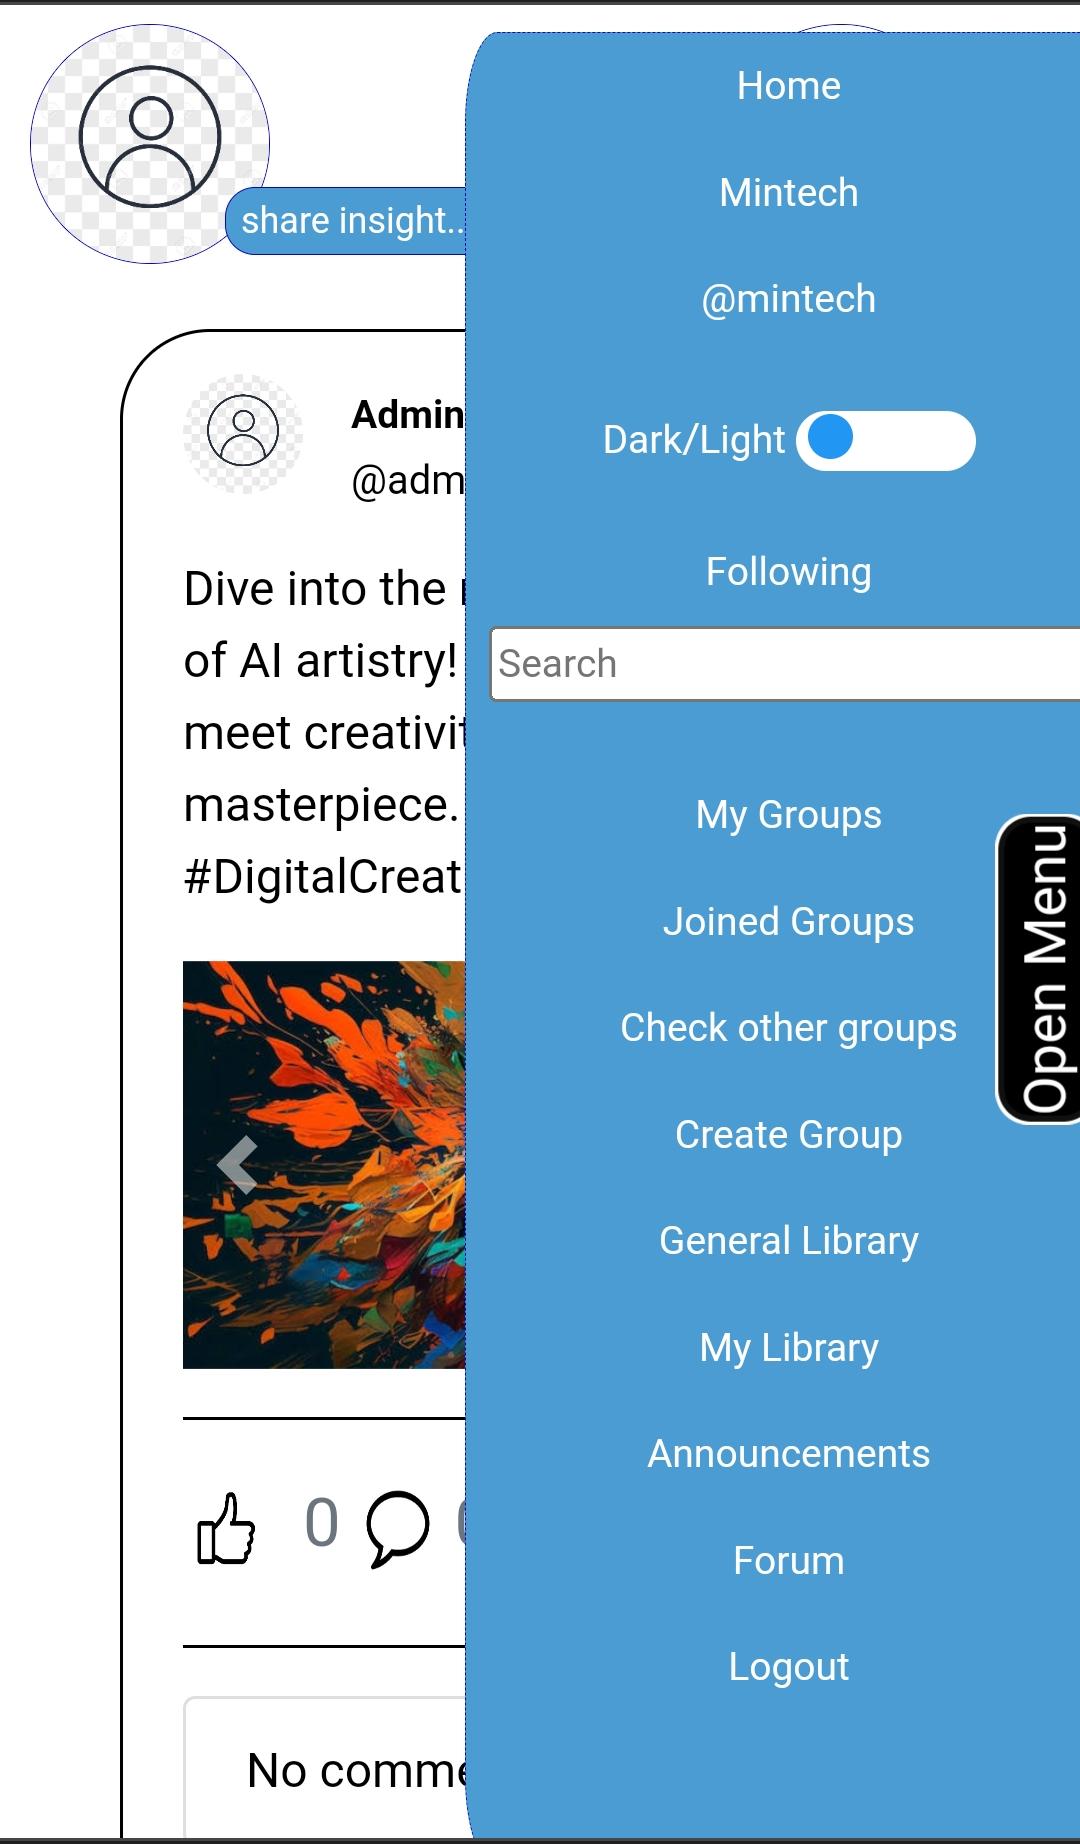 share insight..
Admin
@adm
Dive into the
of AI artistry!
meet creativit
masterpiece.
#DigitalCreat
0
No comme
Home
Mintech
@mintech
Dark/Light
Following
Search
My Groups
Joined Groups
Check other groups
Create Group
General Library
My Library
Announcements
Forum
Logout
Open Menu